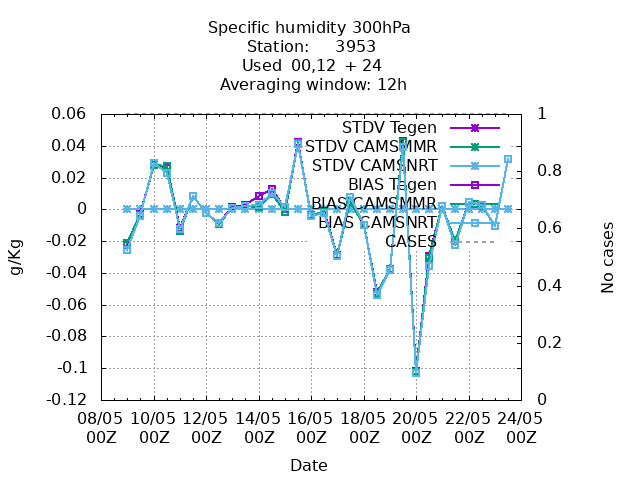 Specific humidity 300hPa
Station: 3953
Used 00,12 + 24
Averaging window: 12h
0.06
0.04
0.02
0
-0.02
-0.04
-0.06
-0.08
-0.1
-0.12
g/Kg
1
0.8
0.6
0.4
0.2
0
No cases
STDV Tegen
STDV CAMSMMR
STDV CAMSNRT
BIAS Tegen
BIAS CAMSMMR
BIAS CAMSNRT
CASES
08/05 10/05 12/05 14/05 16/05 18/05 20/05 22/05 24/05
00Z 00Z 00Z 00Z 00Z 00Z 00Z 00Z 00Z
Date